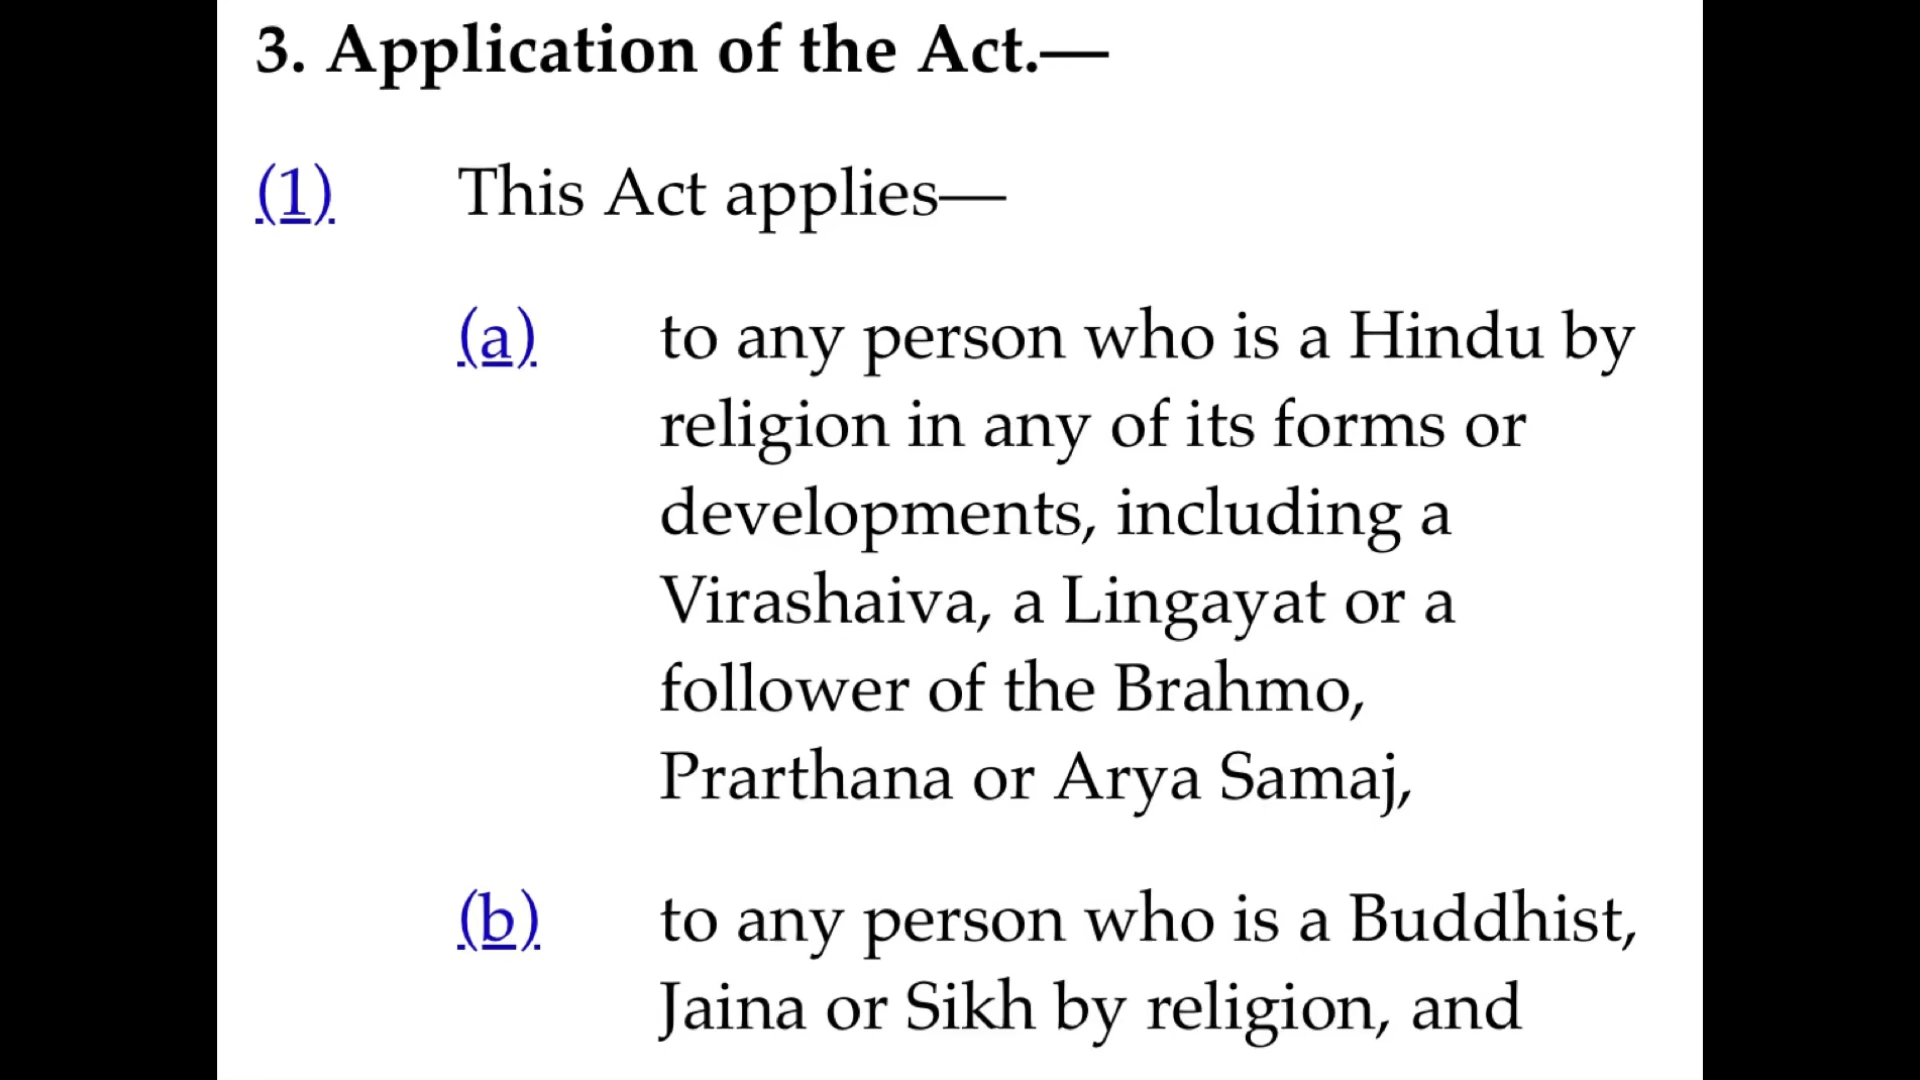 3. Application of the Act.—
(1) This Act applies—
(a) to any person who is a Hindu by
religion in any of its forms or
developments, including a
Virashaiva, a Lingayat or a
follower of the Brahmo,
Prarthana or Arya Samaj,
(b) to any person who is a Buddhist,
Jaina or Sikh by religion, and